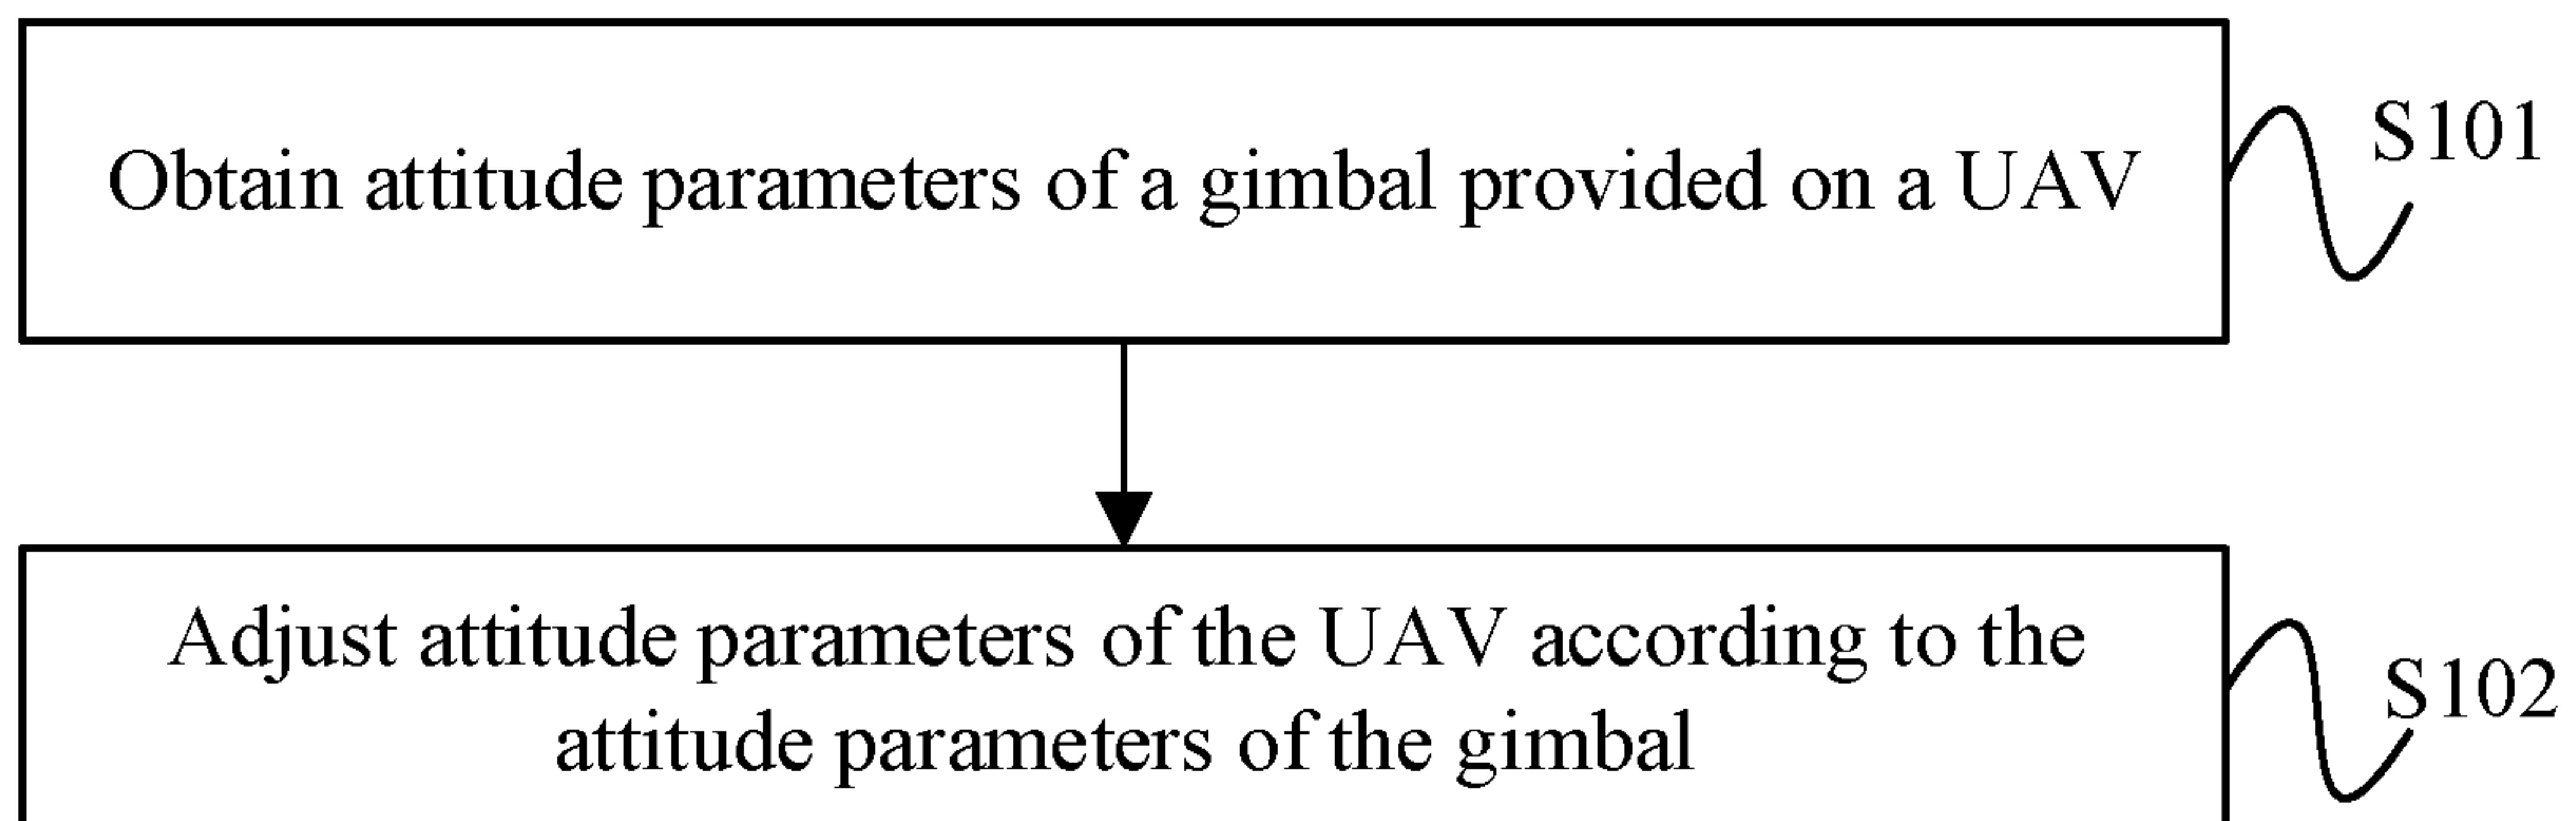 Obtain attitude parameters of a gimbal provided on a UAV
S101
Adjust attitude parameters of the UAV according to the
attitude parameters of the gimbal
S102